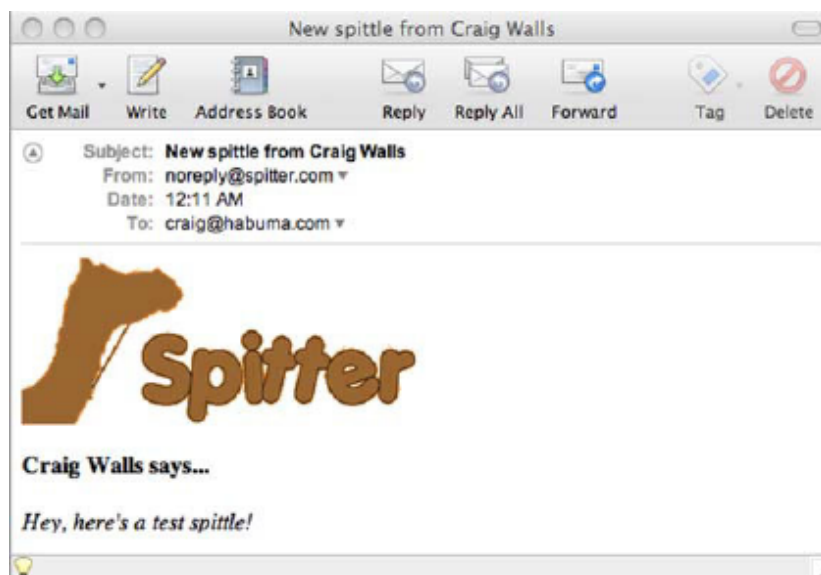 New spittle from Craig Walls
Get Mail Write Address Book Reply Reply All Forward Tag Delete
Subject: New spittle from Craig Walls
From: noreply@spitter.com
Date: 12:11 AM
To: craig@habuma.com
Spitter
Craig Walls says...
Hey, here's a test spittle!